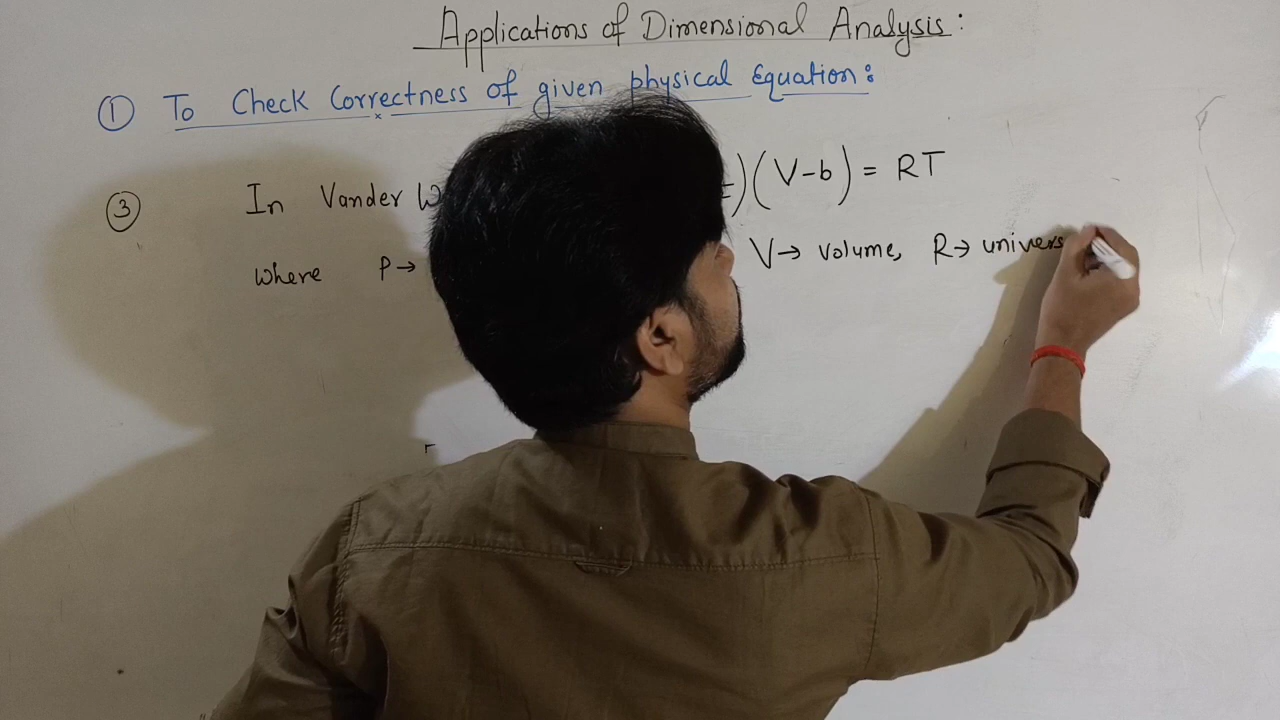 Applications of Dimensional Analysis:
① To Check Correctness of given physical Equation:
③ In Vander W )(V-b) = RT
where P→ V→ volume, R→ univers